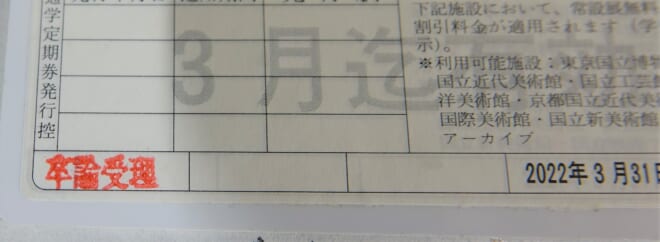 下記施設において、常設展無料
割引料金が適用されます（学
示）。
※利用可能施設：東京国立博物
国立近代美術館・国立工芸
洋美術館・京都国立近代美
国際美術館・国立新美術館
アーカイブ
通学定期券発行控
3月迄有効
卒論受理
2022年3月31日